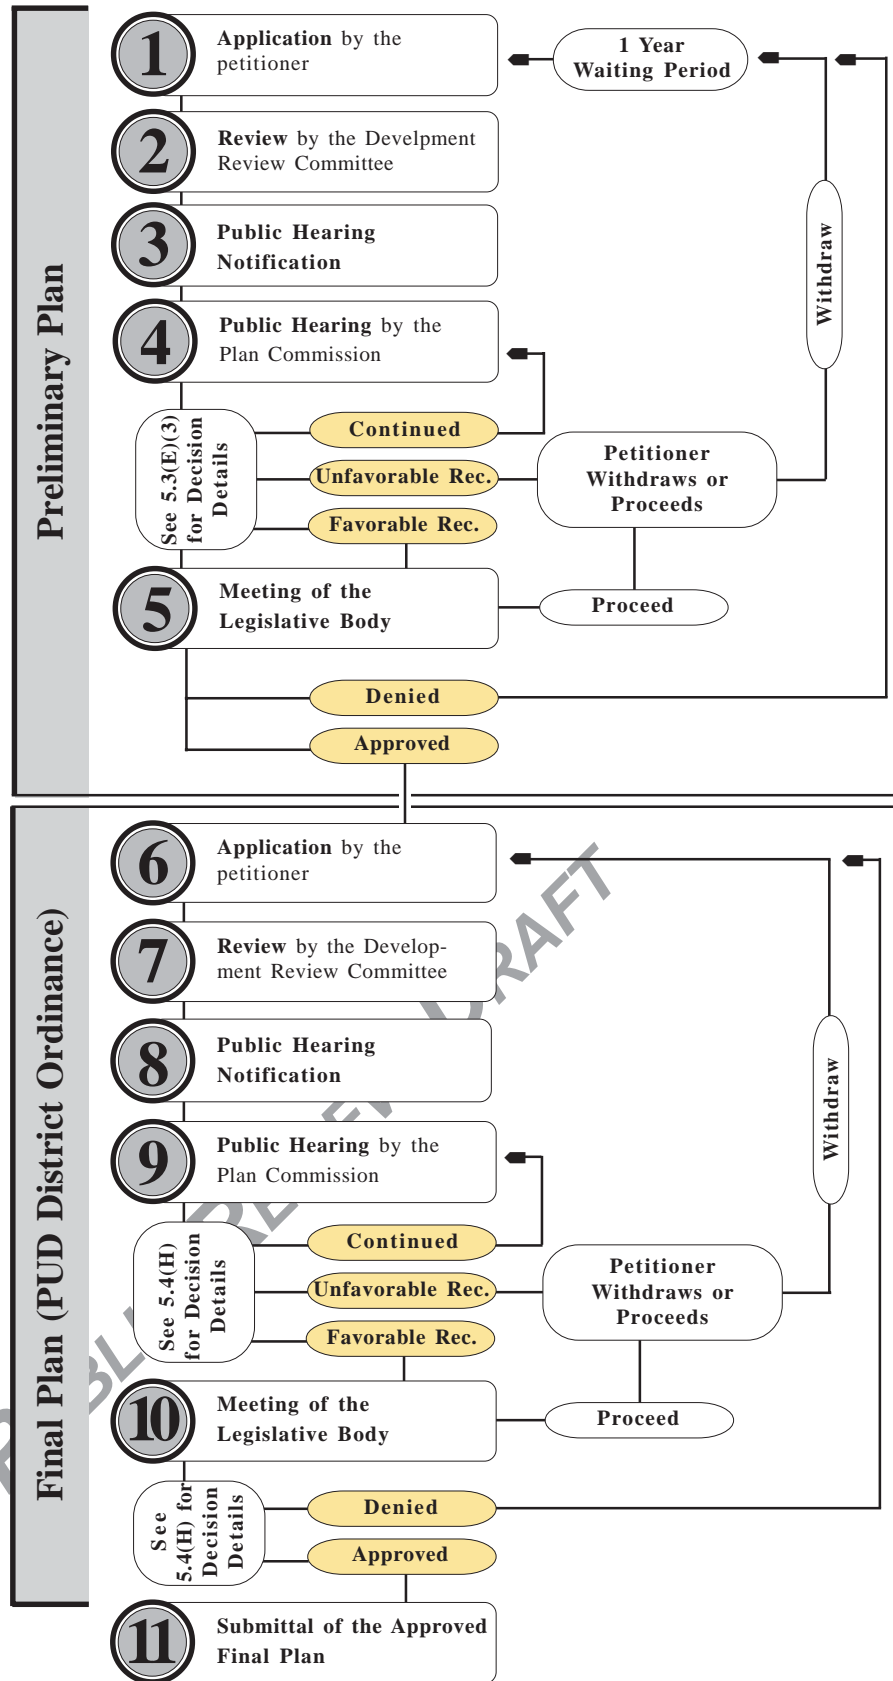 Preliminary Plan
1
Application by the
petitioner
1 Year
Waiting Period
2
Review by the Develpment
Review Committee
3
Public Hearing
Notification
4
Public Hearing by the
Plan Commission
Withdraw
See 5.3(E)(3)
for Decision
Details
Continued
Unfavorable Rec.
Favorable Rec.
Petitioner
Withdraws or
Proceeds
5
Meeting of the
Legislative Body
Proceed
Denied
Approved
Final Plan (PUD District Ordinance)
6
Application by the
petitioner
7
Review by the Develop-
ment Review Committee
8
Public Hearing
Notification
9
Public Hearing by the
Plan Commission
Withdraw
See 5.4(H)
for Decision
Details
Continued
Unfavorable Rec.
Favorable Rec.
Petitioner
Withdraws or
Proceeds
10
Meeting of the
Legislative Body
Proceed
See
5.4(H) for
Decision
Details
Denied
Approved
11
Submittal of the Approved
Final Plan